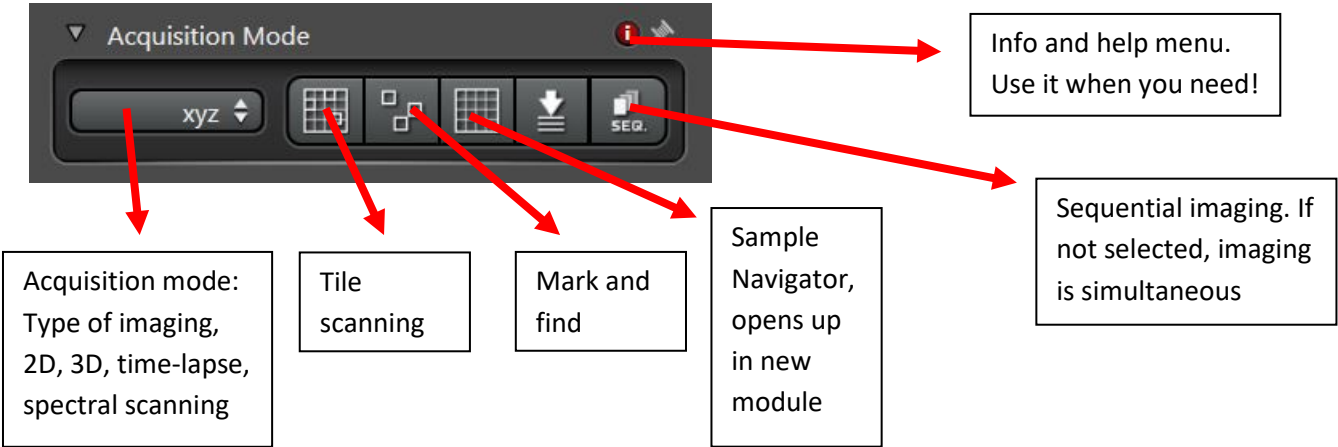 Acquisition Mode
i
xyz
SEQ.
Info and help menu.
Use it when you need!
Sequential imaging. If
not selected, imaging
is simultaneous
Acquisition mode:
Type of imaging,
2D, 3D, time-lapse,
spectral scanning
Tile
scanning
Mark and
find
Sample
Navigator,
opens up
in new
module